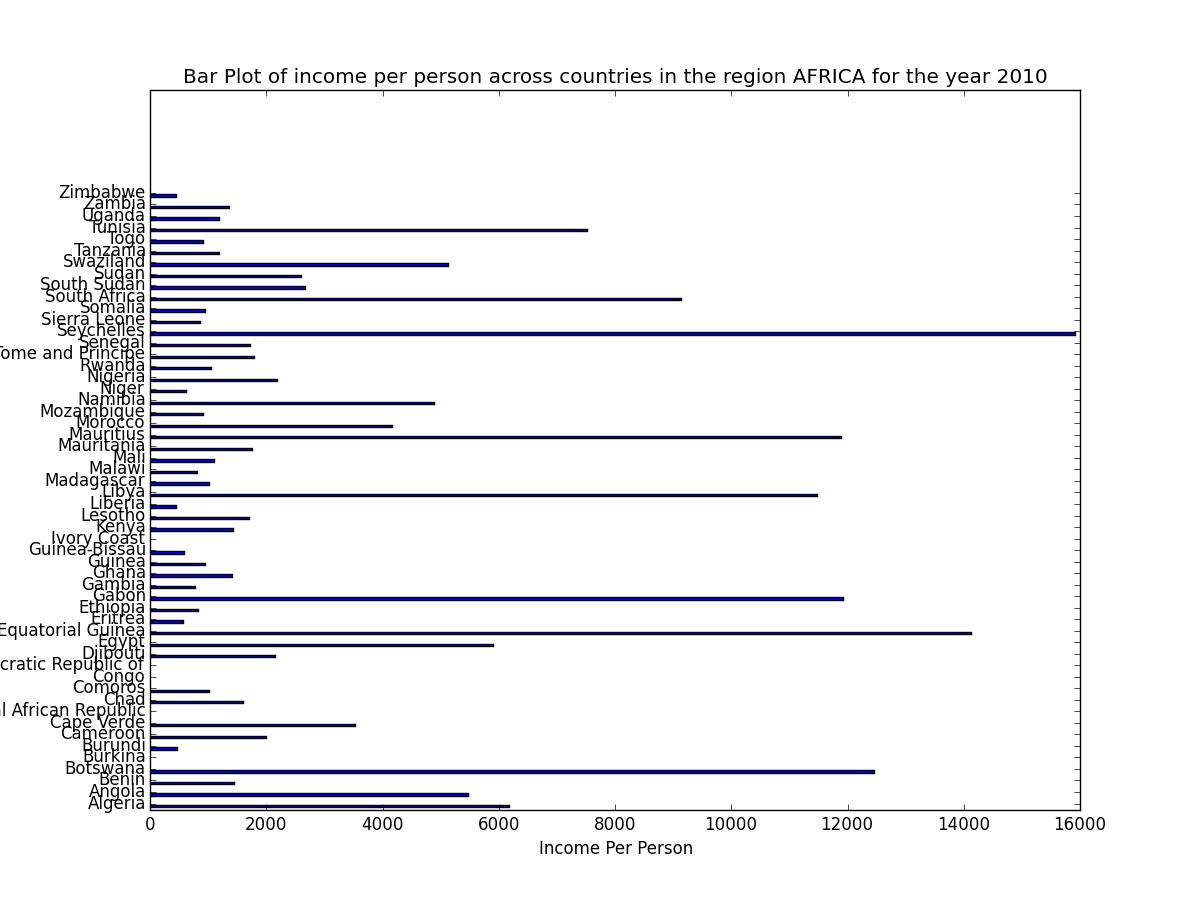 Bar Plot of income per person across countries in the region AFRICA for the year 2010
Zimbabwe
Zambia
Uganda
Tunisia
Togo
Tanzania
Swaziland
Sudan
South Sudan
South Africa
Somalia
Sierra Leone
Seychelles
Senegal
Tome and Principe
Rwanda
Nigeria
Niger
Namibia
Mozambique
Morocco
Mauritius
Mauritania
Mali
Malawi
Madagascar
Libya
Liberia
Lesotho
Kenya
Ivory Coast
Guinea-Bissau
Guinea
Ghana
Gambia
Gabon
Ethiopia
Eritrea
Equatorial Guinea
Egypt
Djibouti
cratic Republic of
Congo
Comoros
Chad
l African Republic
Cape Verde
Cameroon
Burundi
Burkina
Botswana
Benin
Angola
Algeria
0 2000 4000 6000 8000 10000 12000 14000 16000
Income Per Person